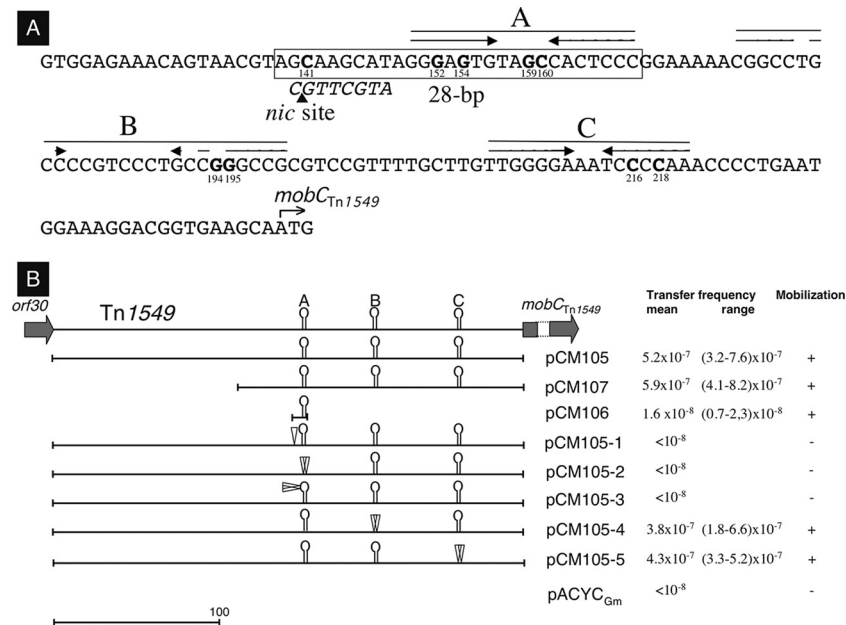 A
A
GTGGAGAAACAGTAACGTAGCAAGCATAGGGAGTGTAGCCACTCCCGGAAAAACGGCCTG
141 152 154 159160
CGTTCGTA 28-bp
nic site
B C
CCCCGTCCCTGCCGGGCCGCGTCCGTTTTGCTTGTTGGGGAAATCCCCAAACCCCTGAAT
194 195 216 218
mobCTn1549
GGAAAGGACGGTGAAGCAATG
B
orf30 Tn1549 A B C mobCTn1549 Transfer frequency Mobilization
mean range
pCM105 5.2x10-7 (3.2-7.6)x10-7 +
pCM107 5.9x10-7 (4.1-8.2)x10-7 +
pCM106 1.6 x10-8 (0.7-2,3)x10-8 +
pCM105-1 <10-8 -
pCM105-2 <10-8 -
pCM105-3 <10-8 -
pCM105-4 3.8x10-7 (1.8-6.6)x10-7 +
pCM105-5 4.3x10-7 (3.3-5.2)x10-7 +
pACYCGm <10-8 -
100